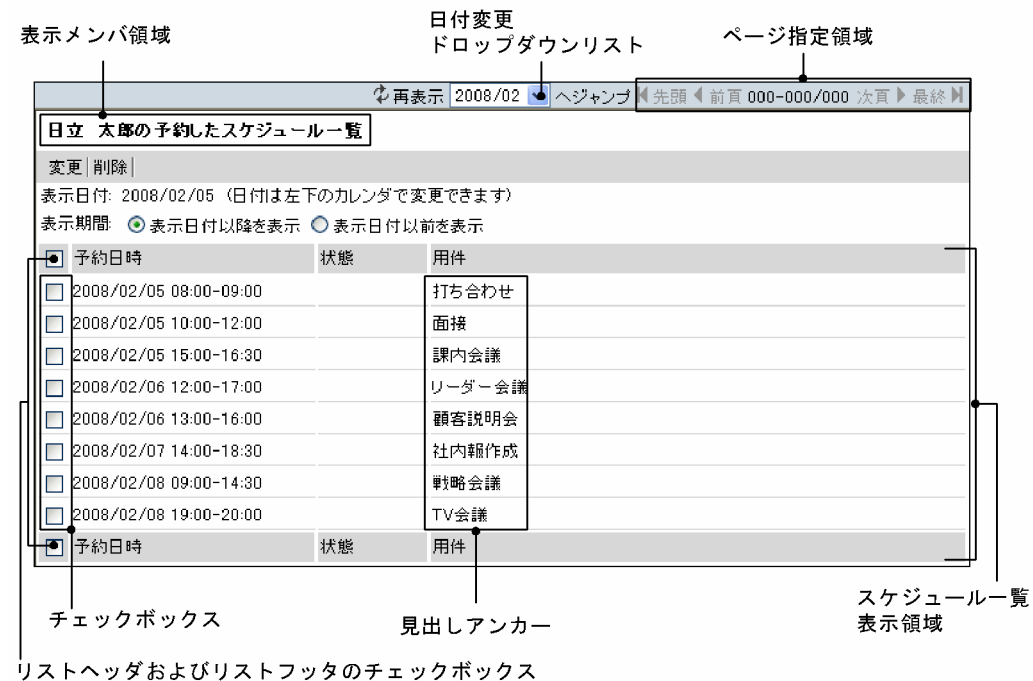 表示メンバ領域
日付変更
ドロップダウンリスト
ページ指定領域
再表示 2008/02 へジャンプ 先頭 前頁 000-000/000 次頁 最終
日立 太郎の予約したスケジュール一覧
変更|削除|
表示日付: 2008/02/05 (日付は左下のカレンダで変更できます)
表示期間: 表示日付以降を表示 表示日付以前を表示
予約日時 状態 用件
2008/02/05 08:00-09:00 打ち合わせ
2008/02/05 10:00-12:00 面接
2008/02/05 15:00-16:30 課内会議
2008/02/06 12:00-17:00 リーダー会議
2008/02/06 13:00-16:00 顧客説明会
2008/02/07 14:00-18:30 社内報作成
2008/02/08 09:00-14:30 戦略会議
2008/02/08 19:00-20:00 TV会議
予約日時 状態 用件
チェックボックス
見出しアンカー
スケジュール一覧
表示領域
リストヘッダおよびリストフッタのチェックボックス